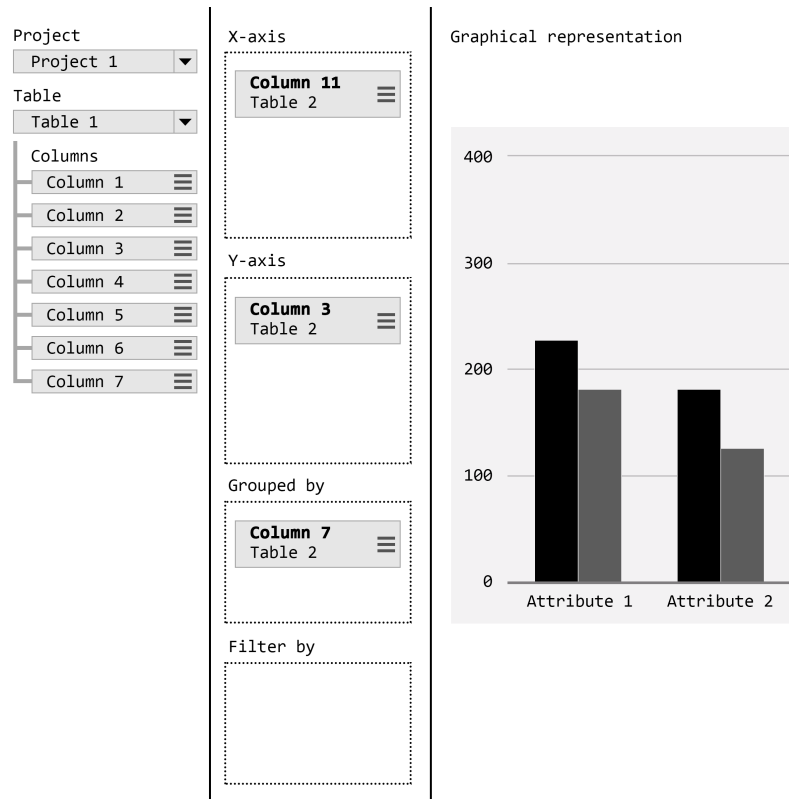 Project
Project 1
Table
Table 1
Columns
Column 1
Column 2
Column 3
Column 4
Column 5
Column 6
Column 7
X-axis
Column 11
Table 2
Y-axis
Column 3
Table 2
Grouped by
Column 7
Table 2
Filter by
Graphical representation
400
300
200
100
0
Attribute 1 Attribute 2